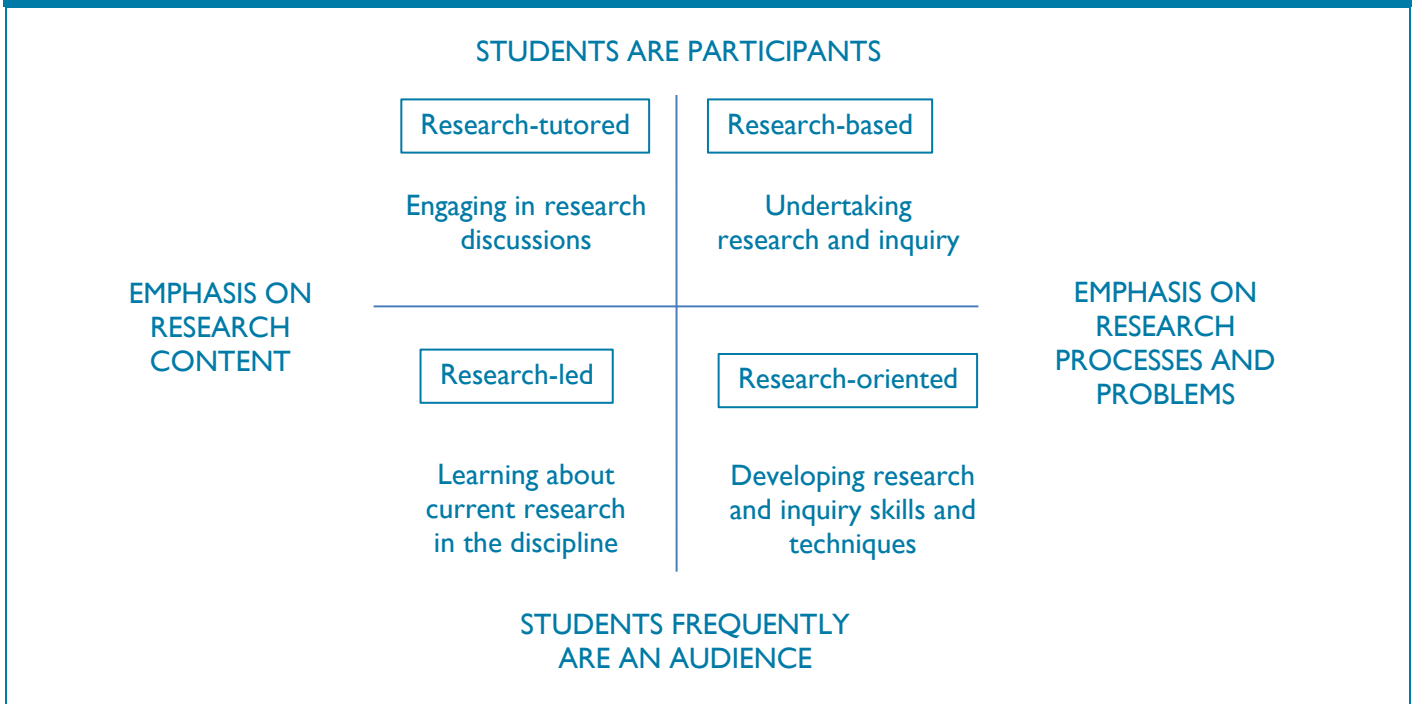 STUDENTS ARE PARTICIPANTS
Research-tutored
Research-based
Engaging in research
discussions
Undertaking
research and inquiry
EMPHASIS ON
RESEARCH
CONTENT
EMPHASIS ON
RESEARCH
PROCESSES AND
PROBLEMS
Research-led
Research-oriented
Learning about
current research
in the discipline
Developing research
and inquiry skills and
techniques
STUDENTS FREQUENTLY
ARE AN AUDIENCE